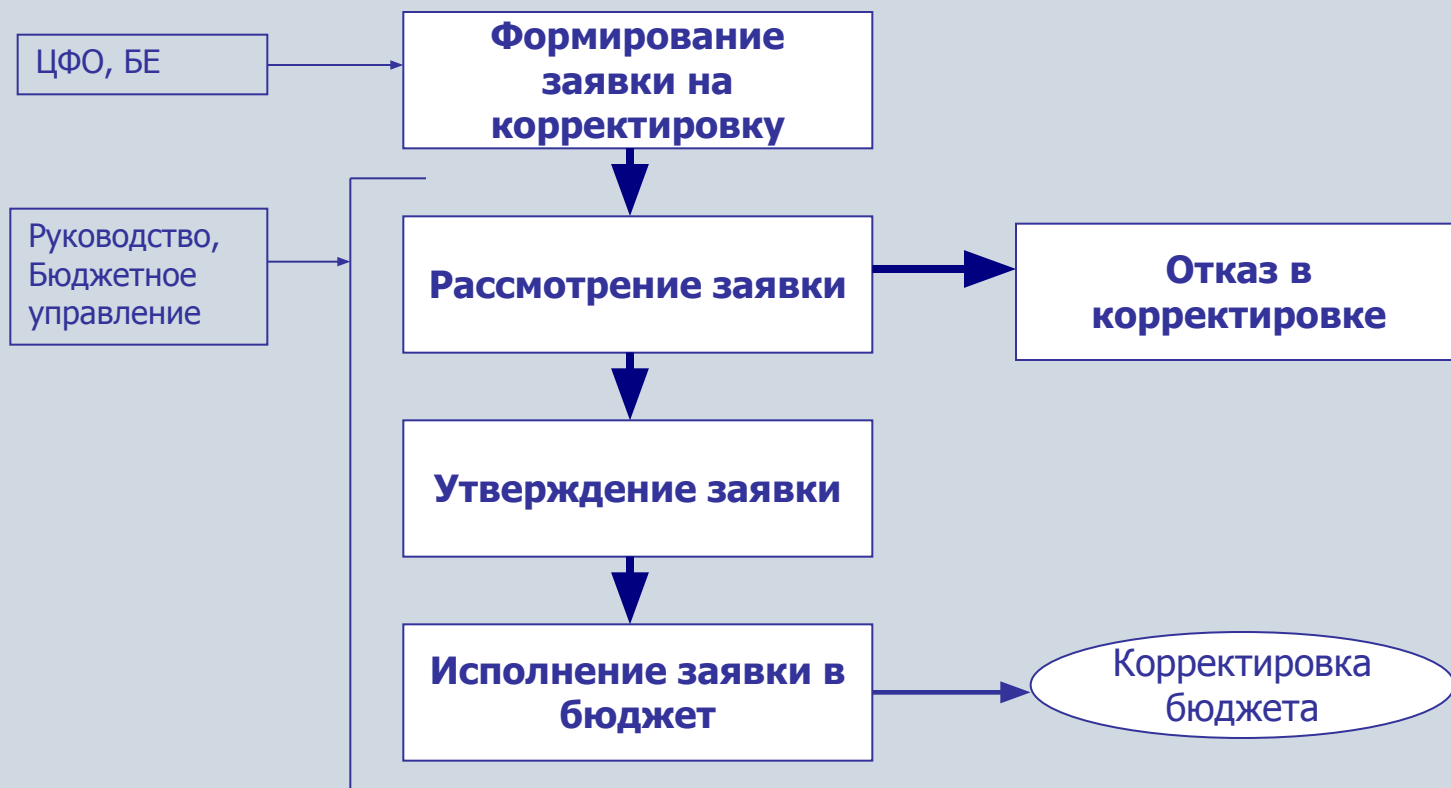 ЦФО, БЕ
Формирование
заявки на
корректировку
Руководство,
Бюджетное
управление
Рассмотрение заявки
Отказ в
корректировке
Утверждение заявки
Исполнение заявки в
бюджет
Корректировка
бюджета